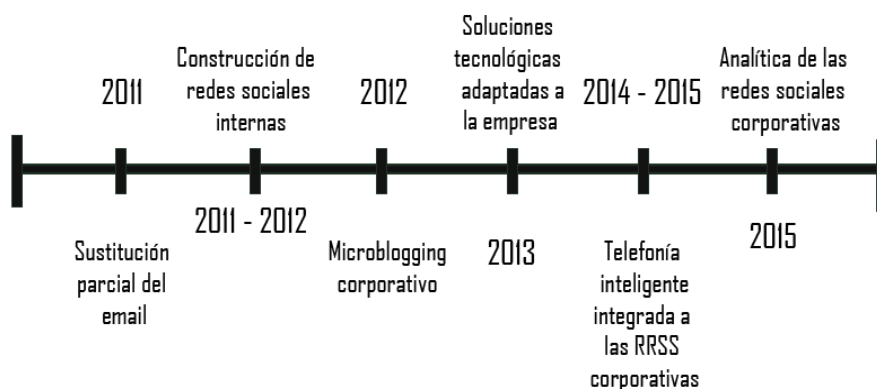 2011
Sustitución
parcial del
email
Construcción de
redes sociales
internas
2011 - 2012
2012
Microblogging
corporativo
Soluciones
tecnológicas
adaptadas a
la empresa
2013
2014 - 2015
Telefonía
inteligente
integrada a
las RRSS
corporativas
Analítica de las
redes sociales
corporativas
2015